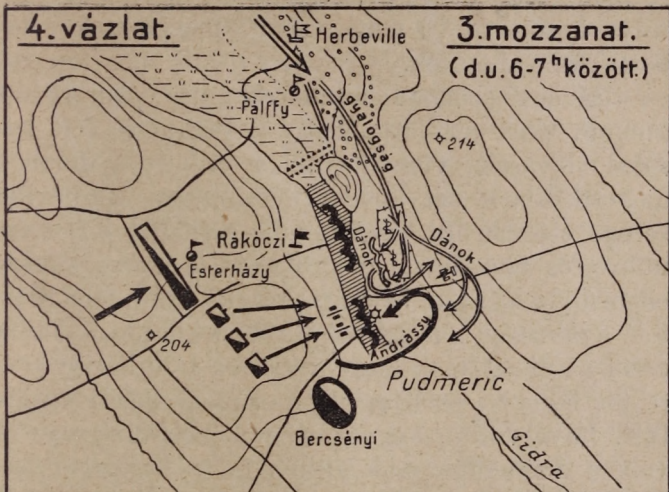 4. vázlat.
3. mozzanat.
(d.u. 6-7ʰ között.)
Herbeville
Pálffy
gyalogság
214
Rákóczi
Esterházy
Dánok
Dánok
204
Andrássy
Pudmeric
Bercsényi
Gidra